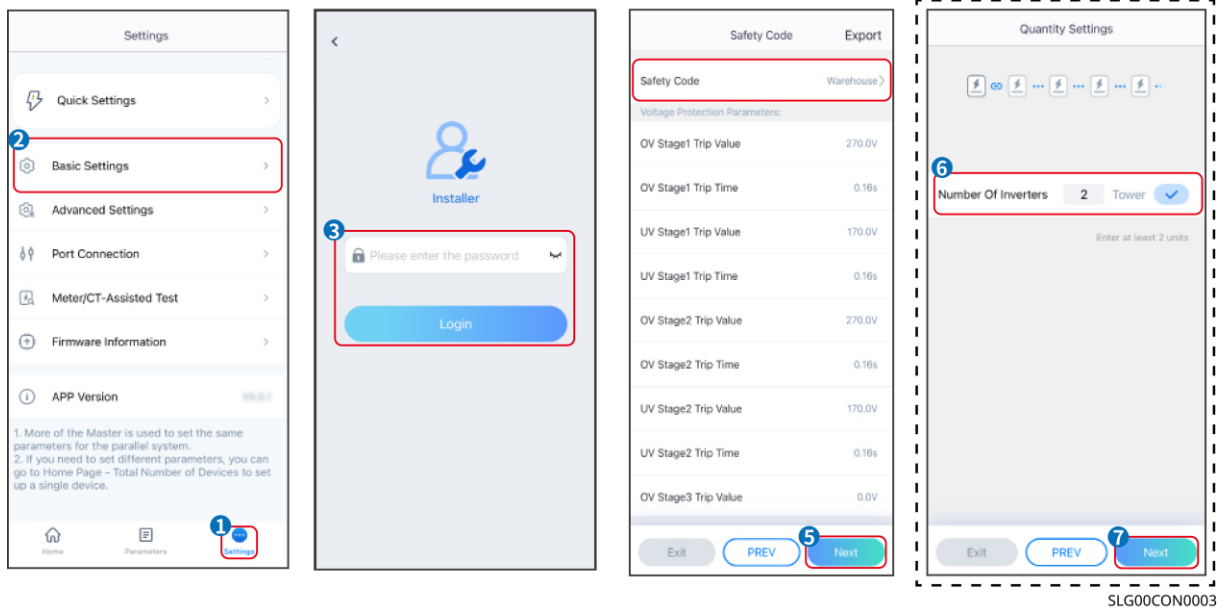 Settings
Quick Settings
2
Basic Settings
Advanced Settings
Port Connection
Meter/CT-Assisted Test
Firmware Information
APP Version
1. More of the Master is used to set the same
parameters for the parallel system.
2. If you need to set different parameters, you can
go to Home Page - Total Number of Devices to set
up a single device.
1
Home
Parameters
Settings
Installer
3
Please enter the password
Login
Safety Code
Export
Safety Code
Warehouse
Voltage Protection Parameters:
OV Stage1 Trip Value
270.0V
OV Stage1 Trip Time
0.16s
UV Stage1 Trip Value
170.0V
UV Stage1 Trip Time
0.16s
OV Stage2 Trip Value
270.0V
OV Stage2 Trip Time
0.16s
UV Stage2 Trip Value
170.0V
UV Stage2 Trip Time
0.16s
OV Stage3 Trip Value
0.0V
5
Exit
PREV
Next
Quantity Settings
6
Number Of Inverters
2
Tower
Enter at least 2 units
7
Exit
PREV
Next
SLG00CON0003